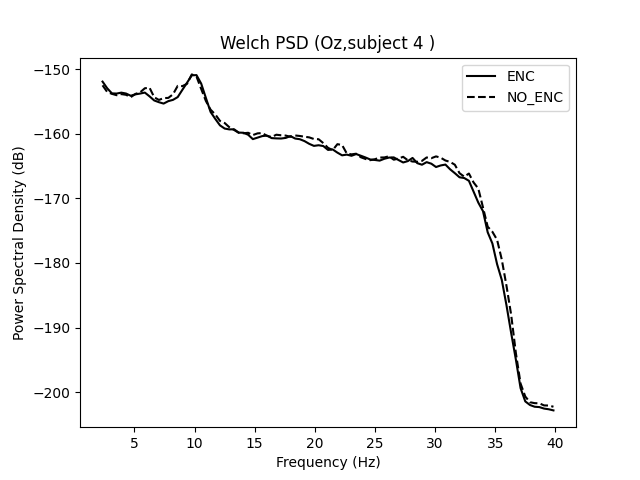 Welch PSD (Oz,subject 4 )
ENC
NO_ENC
−150
−160
−170
−180
−190
−200
Power Spectral Density (dB)
5 10 15 20 25 30 35 40
Frequency (Hz)